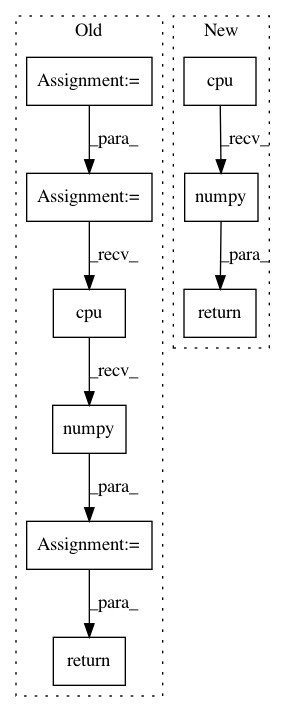 Old
Assignment:=
_para_
Assignment:=
_recv_
cpu
_recv_
numpy
_para_
Assignment:=
_para_
return
New
cpu
_recv_
numpy
_para_
return